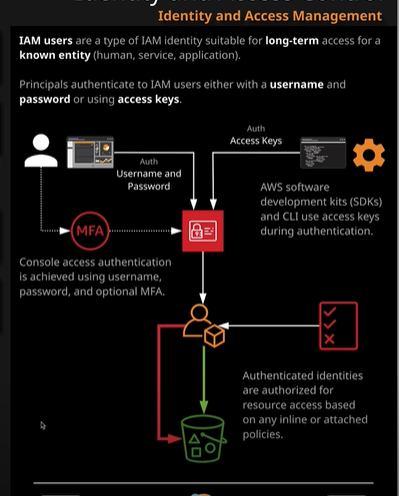 Identity and Access Management
IAM users are a type of IAM identity suitable for long-term access for a
known entity (human, service, application).
Principals authenticate to IAM users either with a username and
password or using access keys.
Auth
Username and
Password
Auth
Access Keys
AWS software
development kits (SDKs)
and CLI use access keys
during authentication.
MFA
Console access authentication
is achieved using username,
password, and optional MFA.
Authenticated identities
are authorized for
resource access based
on any inline or attached
policies.